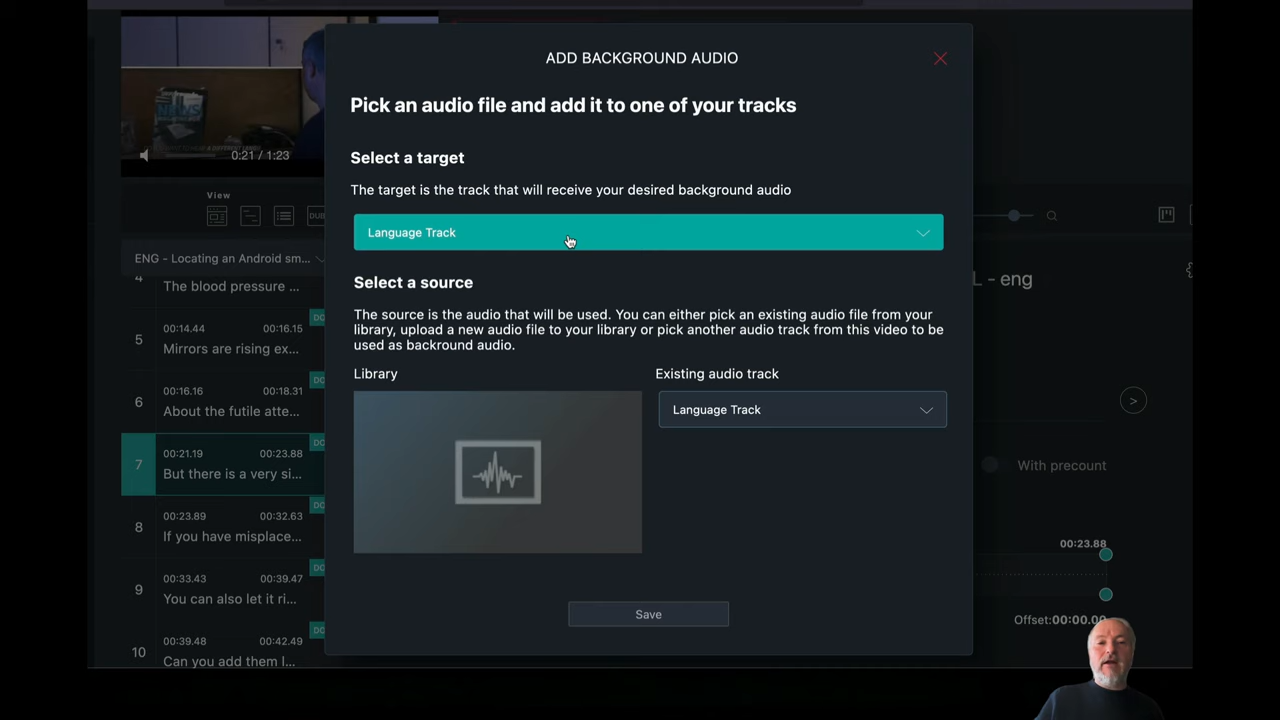 ADD BACKGROUND AUDIO
Pick an audio file and add it to one of your tracks
Select a target
0:21 / 1:23
The target is the track that will receive your desired background audio
View
DUB
Language Track
ENG - Locating an Android sm...
4
The blood pressure ...
L - eng
Select a source
The source is the audio that will be used. You can either pick an existing audio file from your
library, upload a new audio file to your library or pick another audio track from this video to be
used as backround audio.
5
00:14.44 00:16.15
Mirrors are rising ex...
Library
Existing audio track
Language Track
6
00:16.16 00:18.31
About the futile atte...
>
7
00:21.19 00:23.88
But there is a very si...
With precount
8
00:23.89 00:32.63
If you have misplace...
00:23.88
9
00:33.43 00:39.47
You can also let it ri...
Save
Offset:00:00.00
10
00:39.48 00:42.49
Can you add them l...